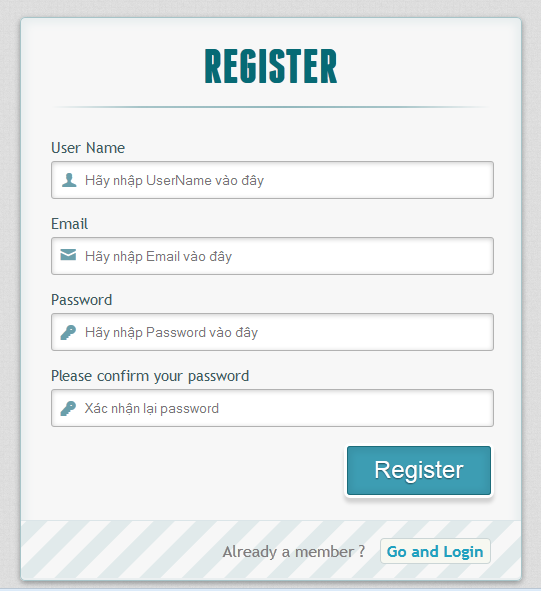 REGISTER
User Name
Hãy nhập UserName vào đây
Email
Hãy nhập Email vào đây
Password
Hãy nhập Password vào đây
Please confirm your password
Xác nhận lại password
Register
Already a member ? Go and Login